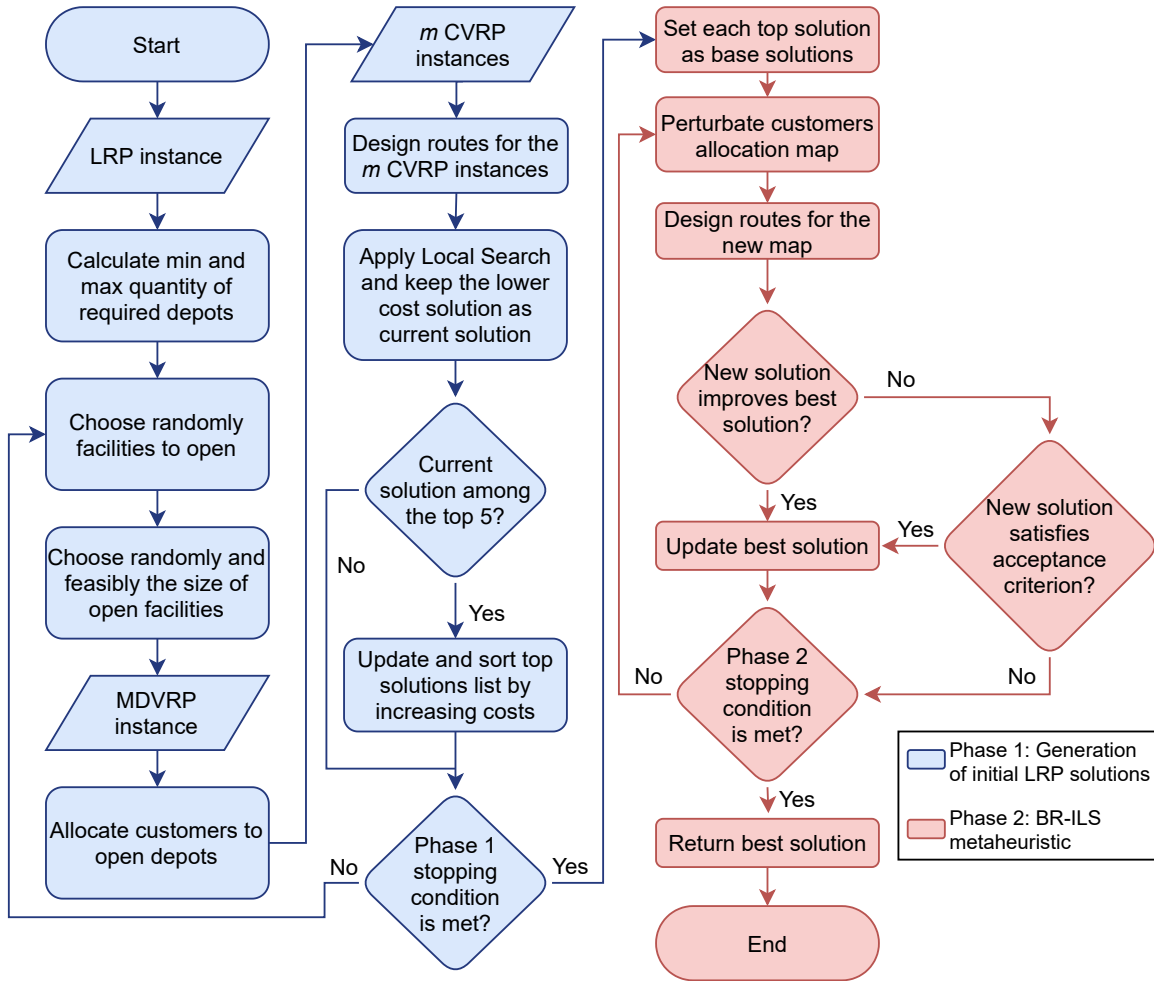 Start
LRP instance
Calculate min and
max quantity of
required depots
Choose randomly
facilities to open
Choose randomly and
feasibly the size of
open facilities
MDVRP
instance
Allocate customers to
open depots
m CVRP
instances
Design routes for the
m CVRP instances
Apply Local Search
and keep the lower
cost solution as
current solution
Current
solution among
the top 5?
No
Yes
Update and sort top
solutions list by
increasing costs
Phase 1
stopping
condition
is met?
No
Yes
Set each top solution
as base solutions
Perturbate customers
allocation map
Design routes for the
new map
New solution
improves best
solution?
No
Yes
New solution
satisfies
acceptance
criterion?
Yes
No
Update best solution
Phase 2
stopping
condition
is met?
No
Yes
Return best solution
End
Phase 1: Generation
of initial LRP solutions
Phase 2: BR-ILS
metaheuristic